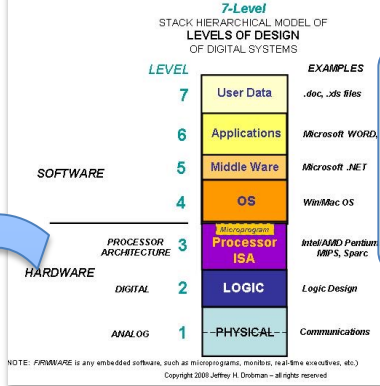 7-Level
STACK HIERARCHICAL MODEL OF
LEVELS OF DESIGN
OF DIGITAL SYSTEMS
LEVEL EXAMPLES
7 User Data .doc, .xls files
6 Applications Microsoft WORD,
5 Middle Ware Microsoft .NET
SOFTWARE
4 OS Win/Mac OS
Microprogram
PROCESSOR ARCHITECTURE 3 Processor ISA Intel/AMD Pentium MIPS, Sparc
HARDWARE
DIGITAL 2 LOGIC Logic Design
ANALOG 1 PHYSICAL Communications
NOTE: FIRMWARE is any embedded software, such as microprograms, monitors, real-time executives, etc.)
Copyright 2008 Jeffrey H. Drobman – all rights reserved